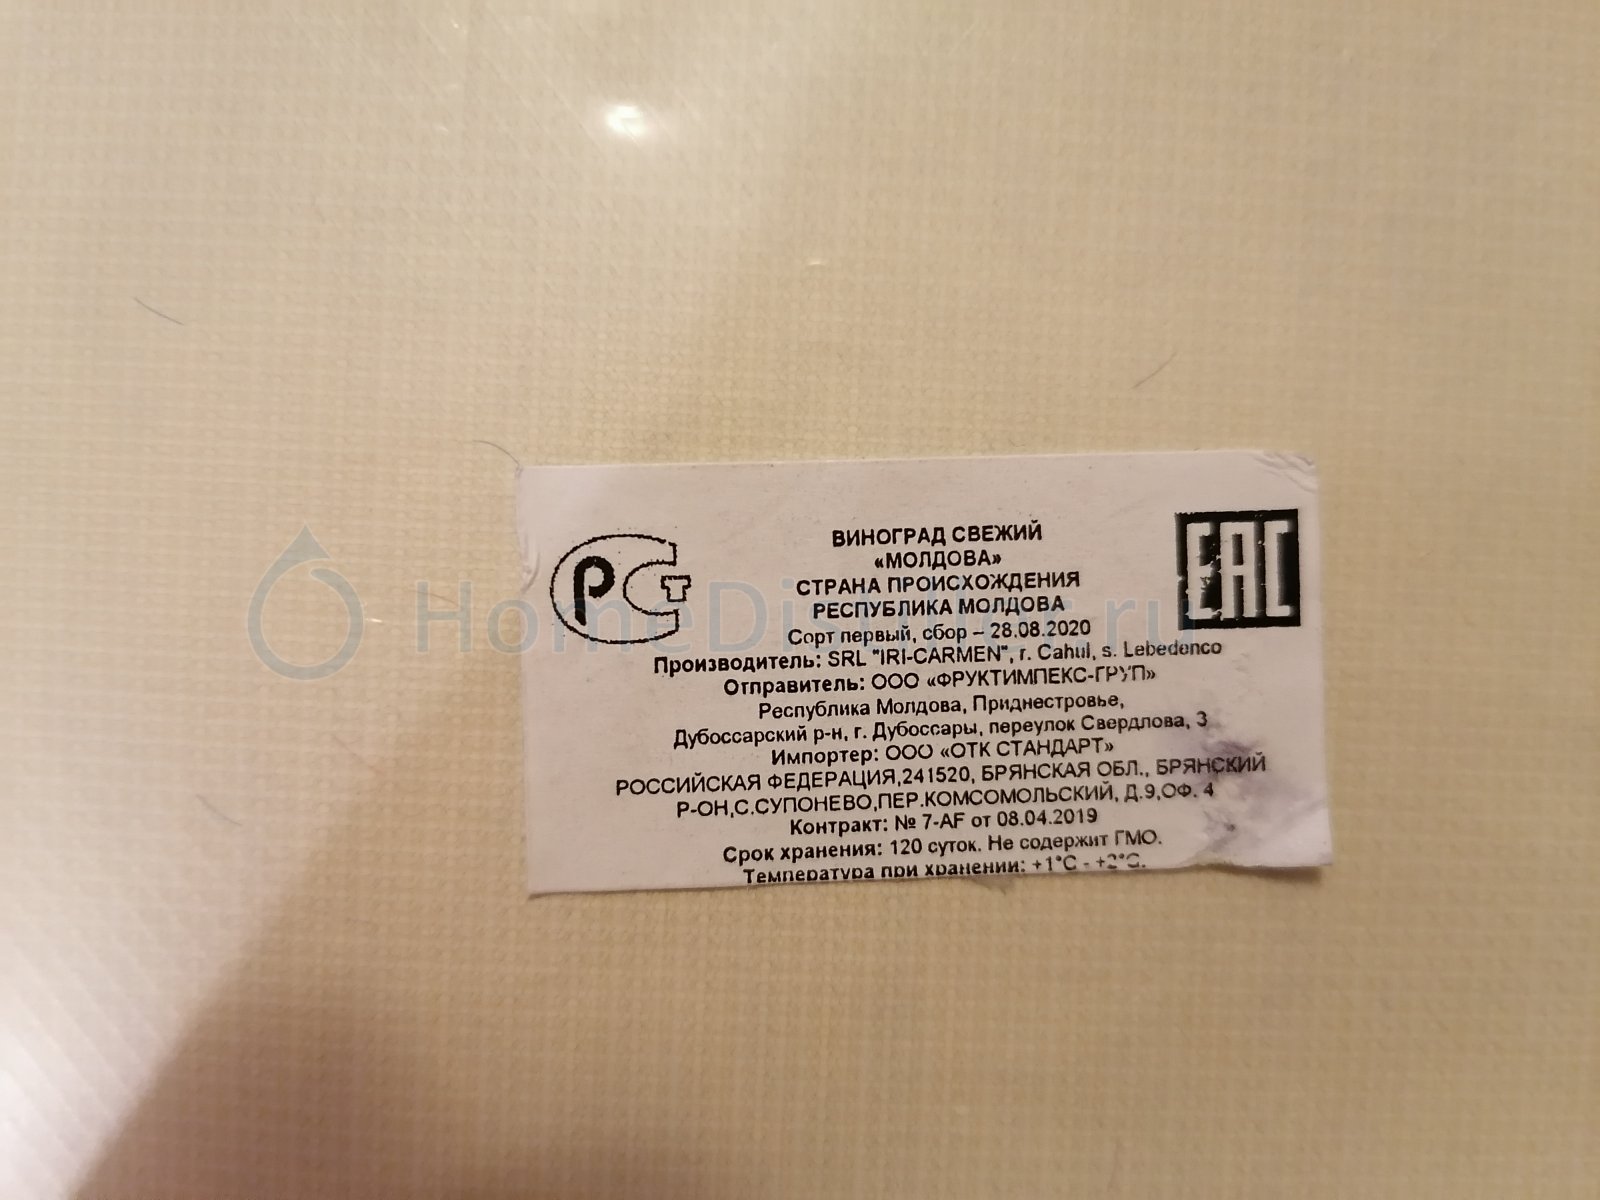 ВИНОГРАД СВЕЖИЙ
«МОЛДОВА»
СТРАНА ПРОИСХОЖДЕНИЯ
РЕСПУБЛИКА МОЛДОВА
Сорт первый, сбор – 28.08.2020
Производитель: SRL "IRI-CARMEN", r. Cahul, s. Lebedenco
Отправитель: ООО «ФРУКТИМПЕКС-ГРУП»
Республика Молдова, Приднестровье,
Дубоссарский р-н, г. Дубоссары, переулок Свердлова, 3
Импортер: ООО «ОТК СТАНДАРТ»
РОССИЙСКАЯ ФЕДЕРАЦИЯ,241520, БРЯНСКАЯ ОБЛ., БРЯНСКИЙ
Р-ОН,С.СУПОНЕВО,ПЕР.КОМСОМОЛЬСКИЙ, Д.9,ОФ. 4
Контракт: № 7-AF от 08.04.2019
Срок хранения: 120 суток. Не содержит ГМО.
Температура при хранении: +1°C - +2°C.
РСТ
EAC
HomeDistiller.ru